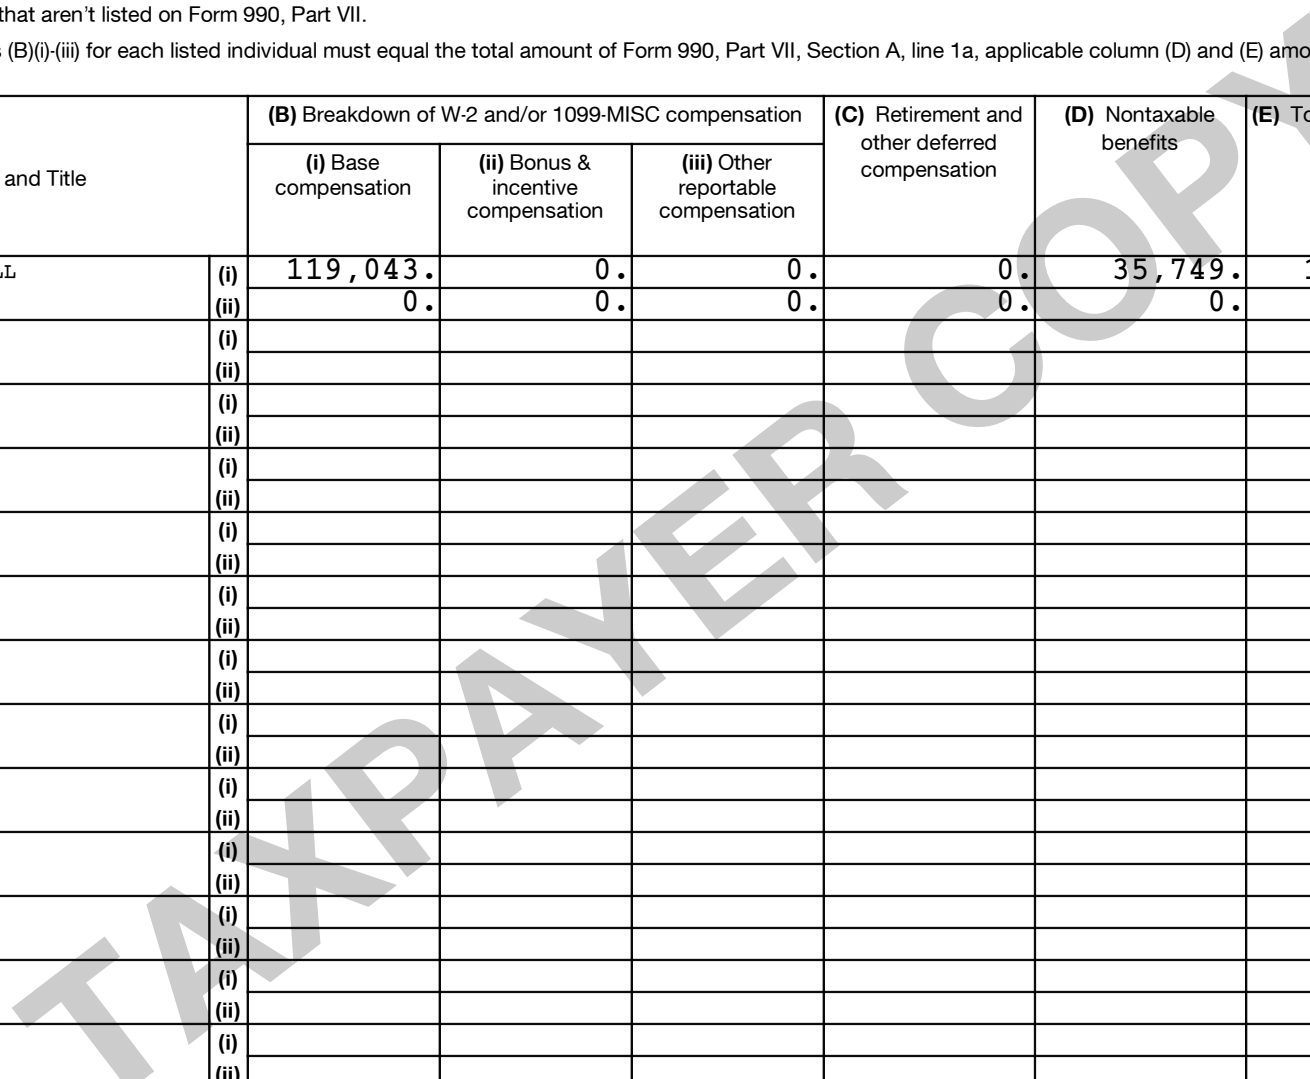 that aren't listed on Form 990, Part VII.
(B)(i)-(iii) for each listed individual must equal the total amount of Form 990, Part VII, Section A, line 1a, applicable column (D) and (E)
(B) Breakdown of W-2 and/or 1099-MISC compensation
(C) Retirement and
other deferred
compensation
(D) Nontaxable
benefits
(E)
and Title
(i) Base
compensation
(ii) Bonus &
incentive
compensation
(iii) Other
reportable
compensation
(i) 119,043. 0. 0. 0. 35,749.
(ii) 0. 0. 0. 0. 0.
(i)
(ii)
(i)
(ii)
(i)
(ii)
(i)
(ii)
(i)
(ii)
(i)
(ii)
(i)
(ii)
(i)
(ii)
(i)
(ii)
(i)
(ii)
(i)
(ii)
(i)
(ii)
TAXPAYER COPY